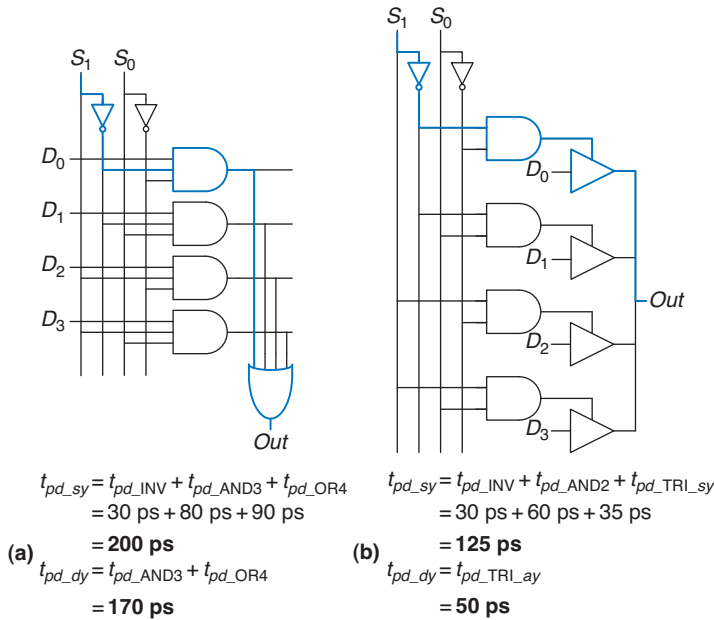 S1 S0
D0
D1
D2
D3
Out
tpd_sy = tpd_INV + tpd_AND3 + tpd_OR4
= 30 ps + 80 ps + 90 ps
= 200 ps
(a)
tpd_dy = tpd_AND3 + tpd_OR4
= 170 ps
S1 S0
D0
D1
Out
D2
D3
tpd_sy = tpd_INV + tpd_AND2 + tpd_TRI_sy
= 30 ps + 60 ps + 35 ps
= 125 ps
(b)
tpd_dy = tpd_TRI_ay
= 50 ps